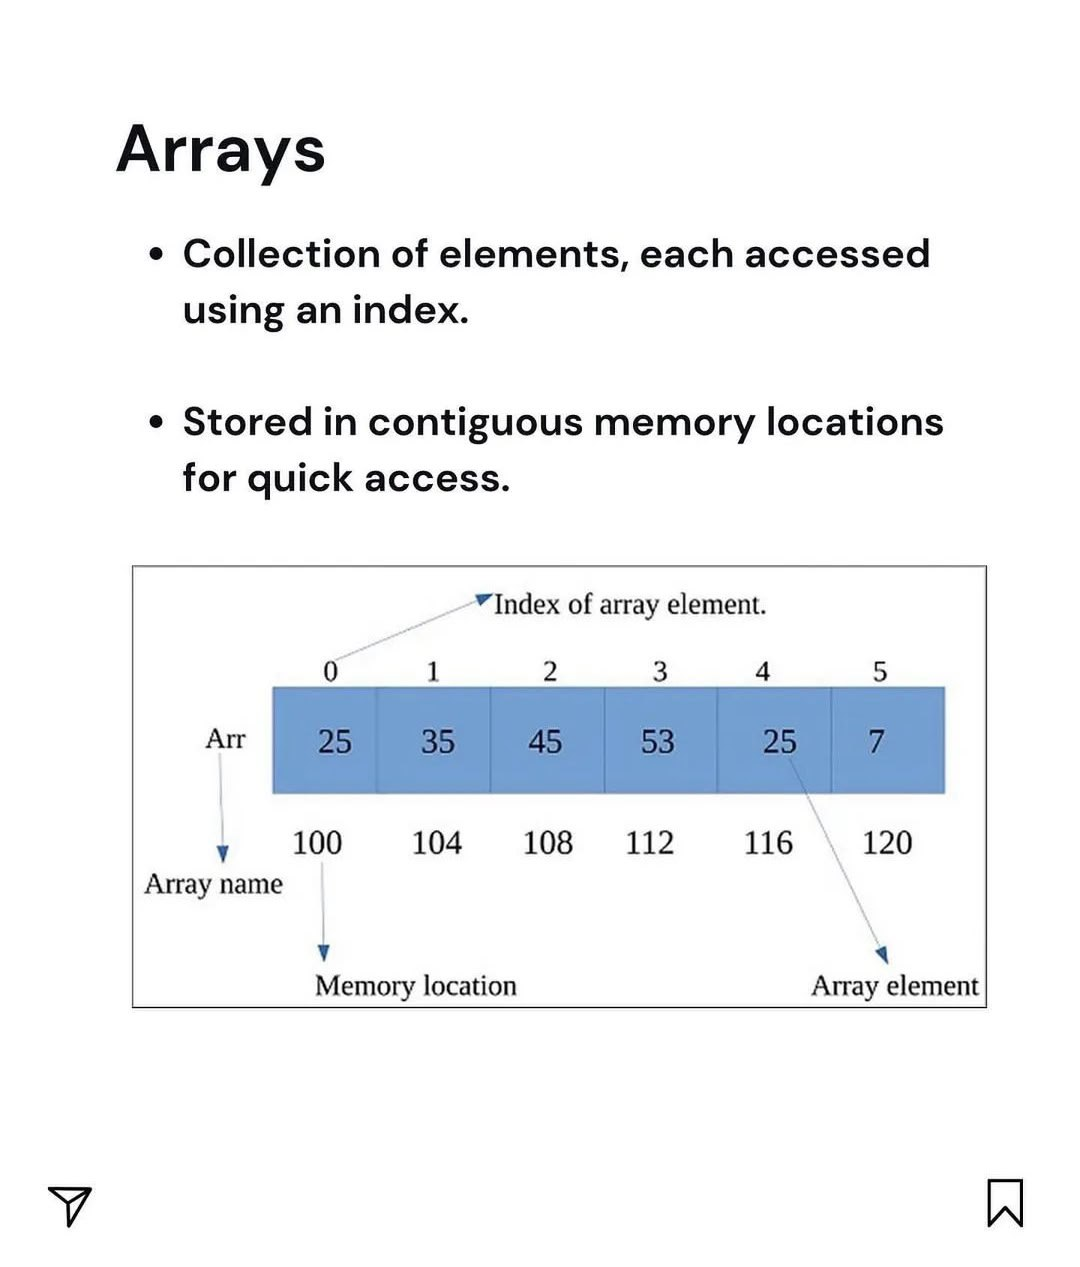 Arrays
• Collection of elements, each accessed
using an index.
• Stored in contiguous memory locations
for quick access.
Index of array element.
0 1 2 3 4 5
Arr 25 35 45 53 25 7
100 104 108 112 116 120
Array name
Memory location Array element